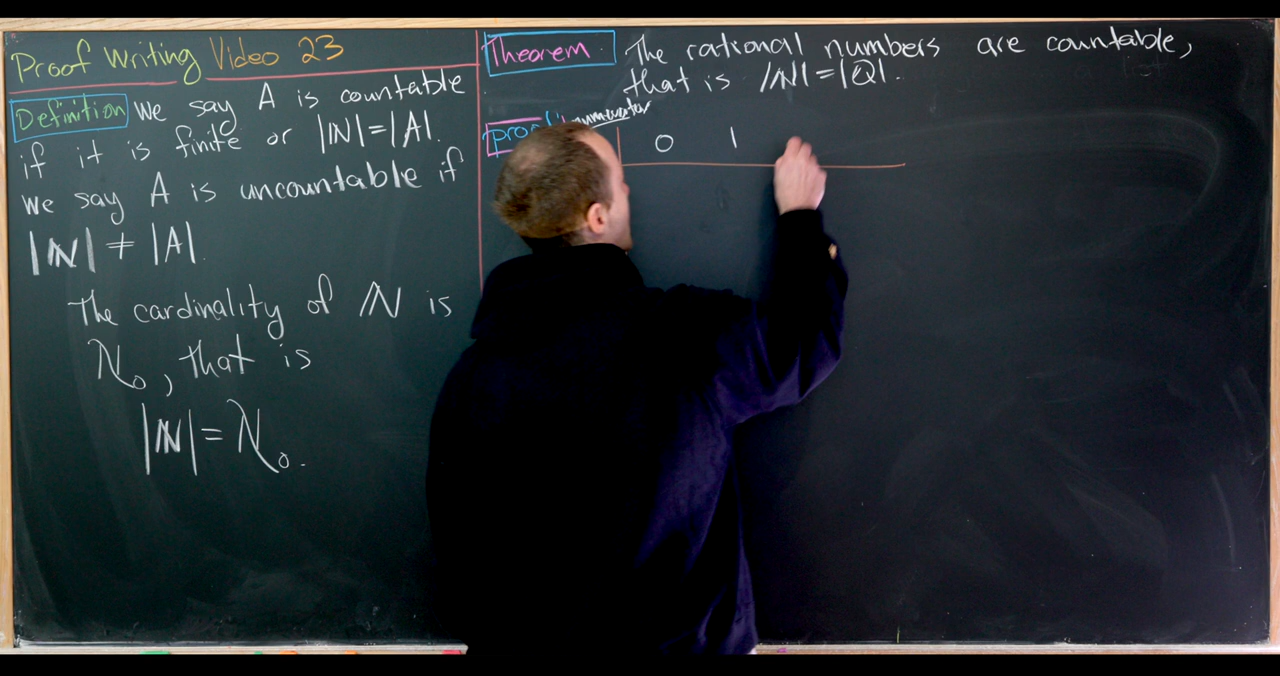 Proof Writing Video 23
Definition We say A is countable
if it is finite or |ℕ|=|A|.
We say A is uncountable if
|ℕ| ≠ |A|.
The cardinality of ℕ is
ℵ₀, that is
|ℕ| = ℵ₀.
Theorem The rational numbers are countable,
that is |ℕ|=|ℚ|.
numerator
0 1